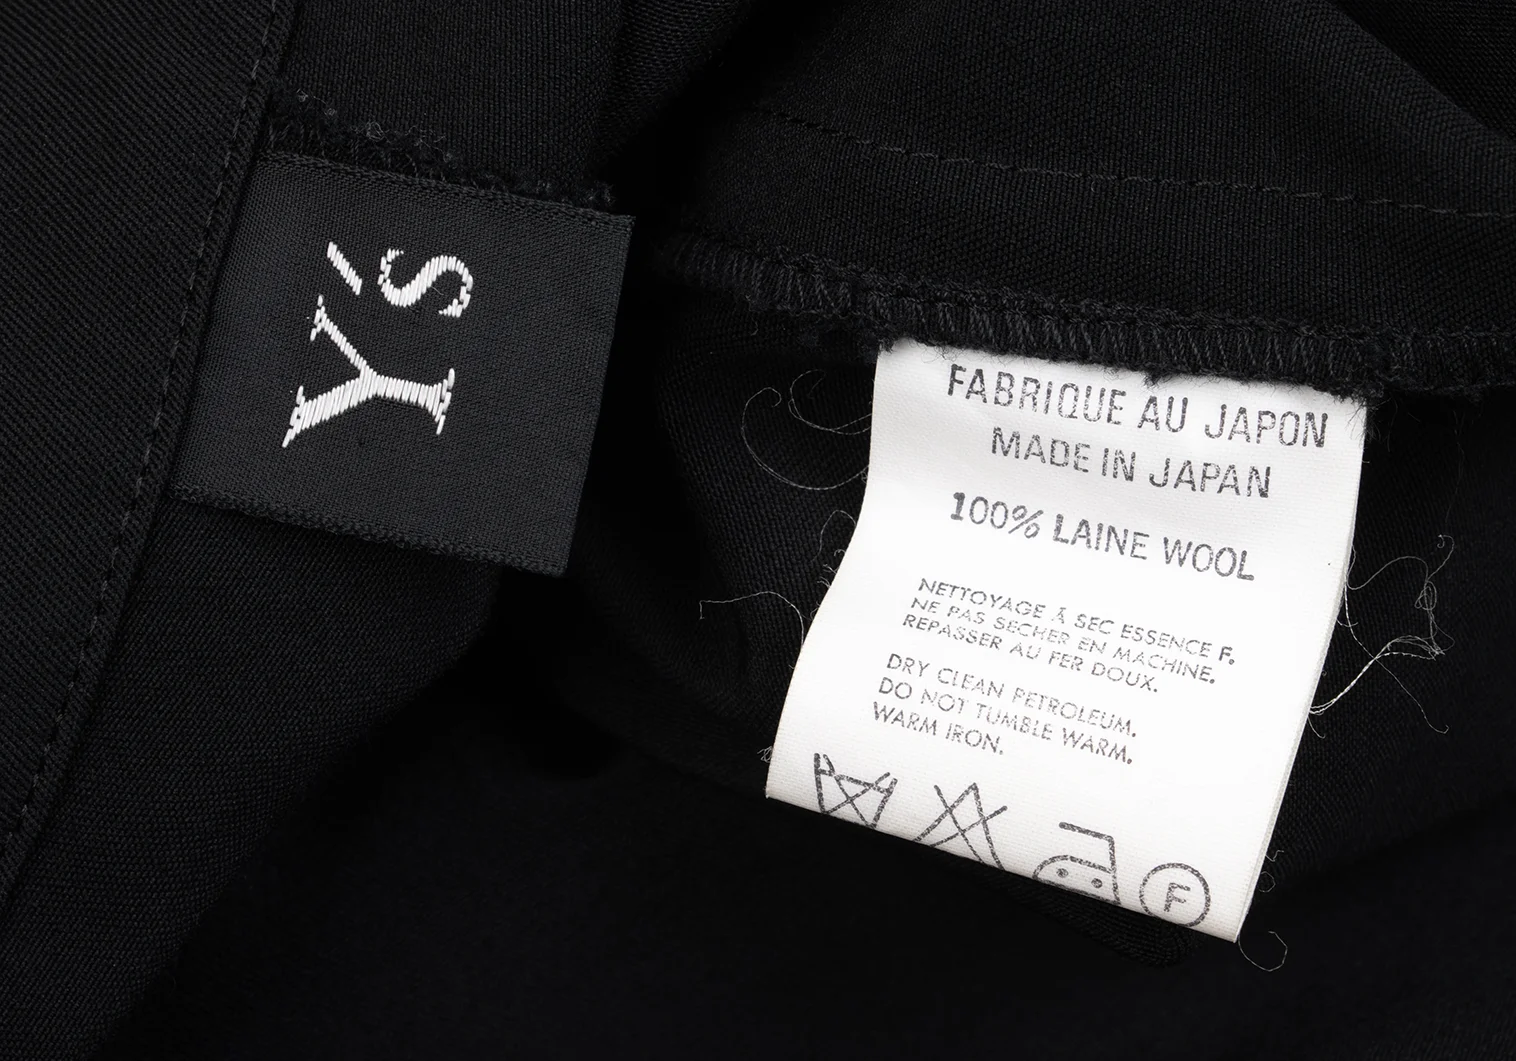 Y's
FABRIQUE AU JAPON
MADE IN JAPAN
100% LAINE WOOL
NETTOYAGE À SEC ESSENCE F.
NE PAS SECHER EN MACHINE.
REPASSER AU FER DOUX.
DRY CLEAN PETROLEUM.
DO NOT TUMBLE WARM.
WARM IRON.
F